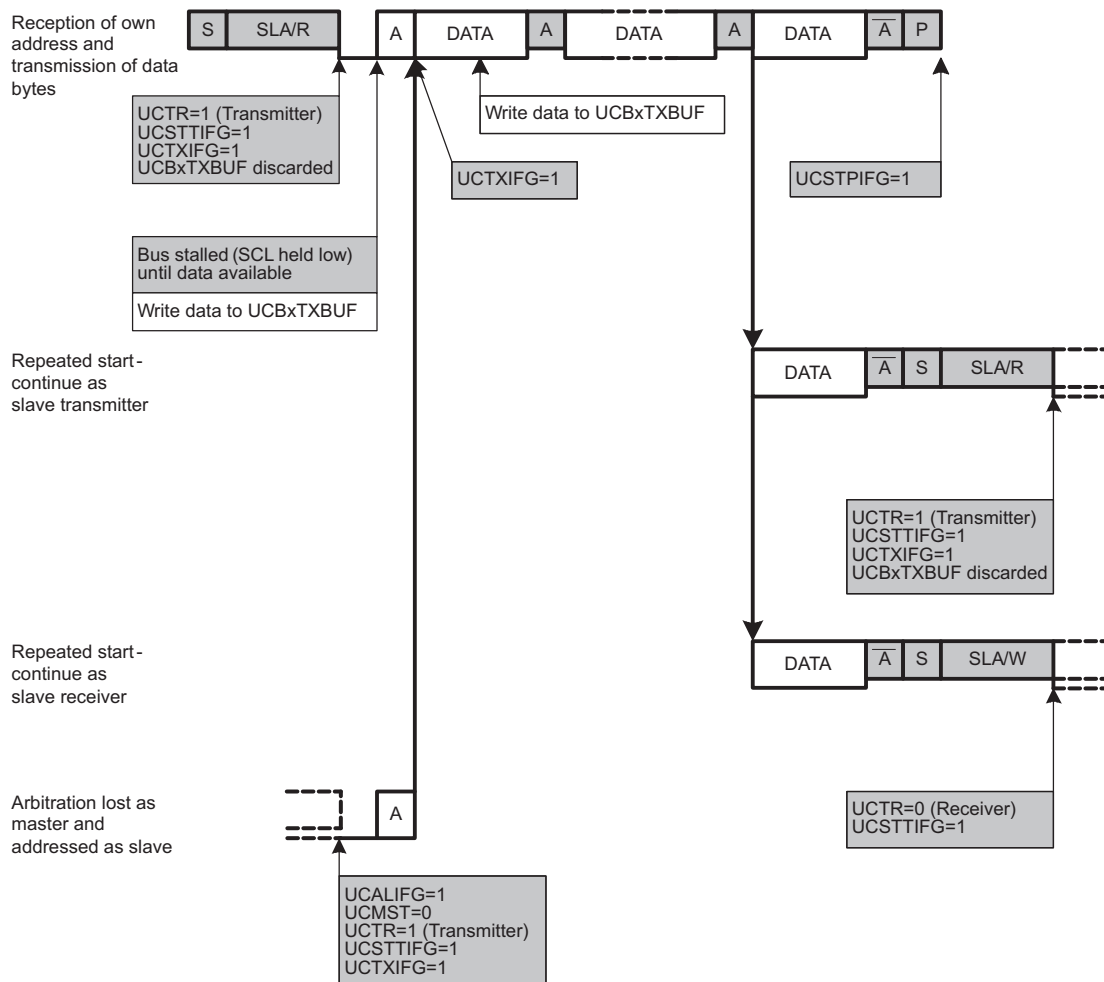 Reception of own
address and
transmission of data
bytes
S SLA/R A DATA A DATA A DATA A P
UCTR=1 (Transmitter)
UCSTTIFG=1
UCTXIFG=1
UCBxTXBUF discarded
Write data to UCBxTXBUF
UCTXIFG=1
UCSTPIFG=1
Bus stalled (SCL held low)
until data available
Write data to UCBxTXBUF
Repeated start-
continue as
slave transmitter
DATA A S SLA/R
UCTR=1 (Transmitter)
UCSTTIFG=1
UCTXIFG=1
UCBxTXBUF discarded
Repeated start-
continue as
slave receiver
DATA A S SLA/W
UCTR=0 (Receiver)
UCSTTIFG=1
Arbitration lost as
master and
addressed as slave
A
UCALIFG=1
UCMST=0
UCTR=1 (Transmitter)
UCSTTIFG=1
UCTXIFG=1